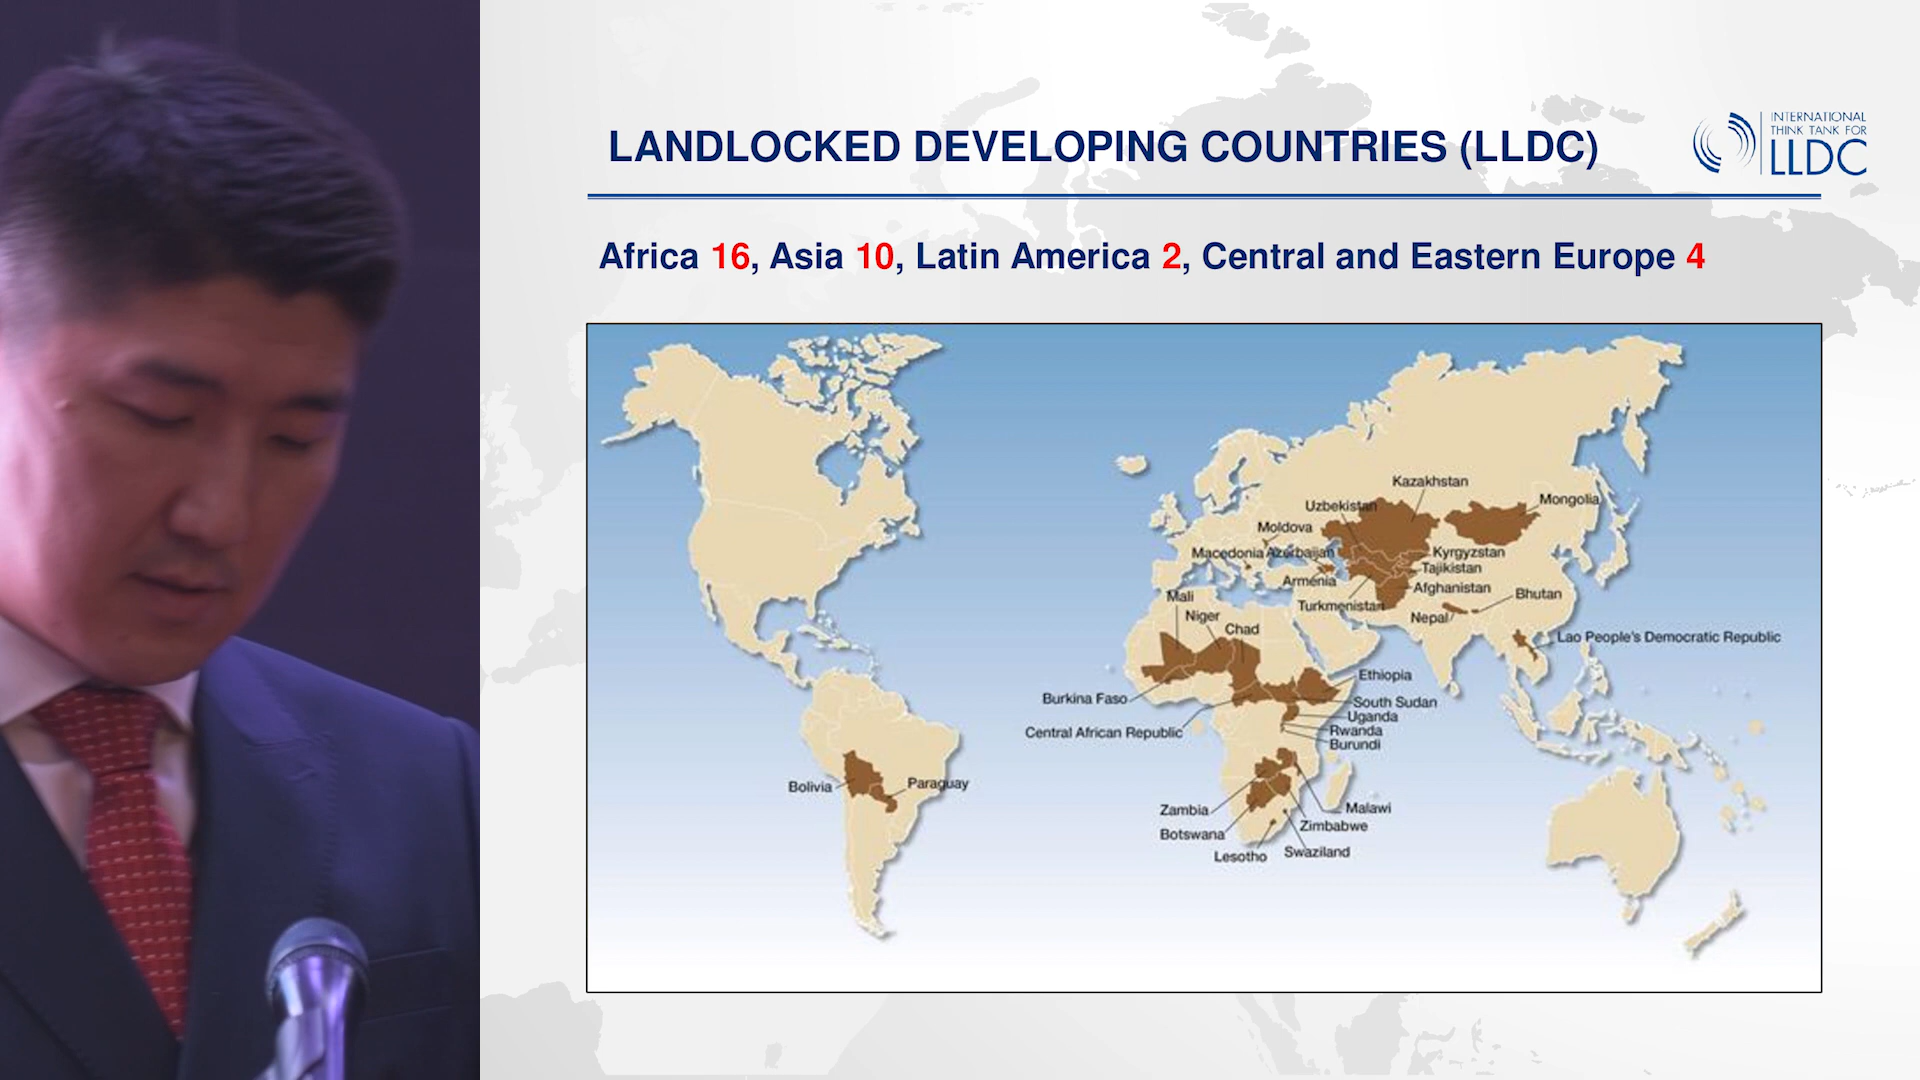 LANDLOCKED DEVELOPING COUNTRIES (LLDC)
INTERNATIONAL
THINK TANK FOR
LLDC
Africa 16, Asia 10, Latin America 2, Central and Eastern Europe 4
Kazakhstan
Uzbekistan
Mongolia
Moldova
Macedonia
Azerbaijan
Kyrgyzstan
Tajikistan
Armenia
Afghanistan
Mali
Turkmenistan
Bhutan
Niger
Nepal
Chad
Lao People's Democratic Republic
Ethiopia
Burkina Faso
South Sudan
Uganda
Central African Republic
Rwanda
Burundi
Bolivia
Paraguay
Zambia
Malawi
Botswana
Zimbabwe
Lesotho
Swaziland